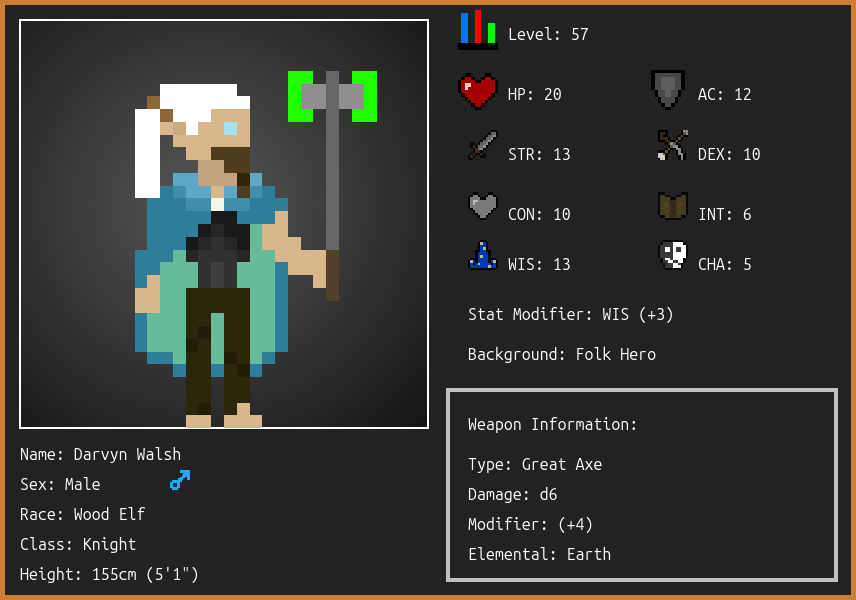 Level: 57
HP: 20
AC: 12
STR: 13
DEX: 10
CON: 10
INT: 6
WIS: 13
CHA: 5
Stat Modifier: WIS (+3)
Background: Folk Hero
Weapon Information:
Type: Great Axe
Damage: d6
Modifier: (+4)
Elemental: Earth
Name: Darvyn Walsh
Sex: Male
Race: Wood Elf
Class: Knight
Height: 155cm (5'1")